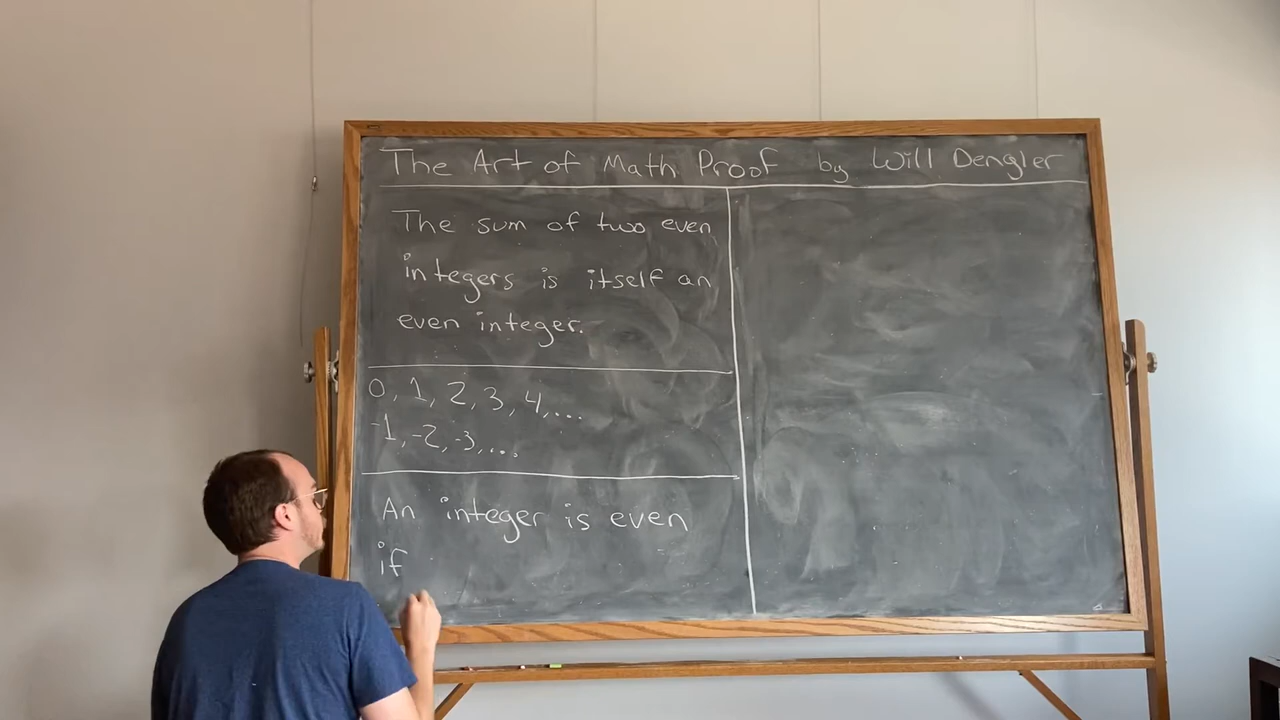 The Art of Math Proof by Will Dengler
The sum of two even
integers is itself an
even integer.
0, 1, 2, 3, 4,...
-1, -2, -3,...
An integer is even
if